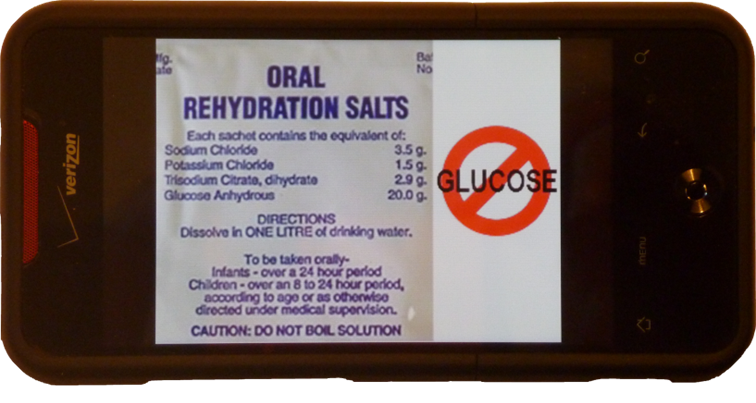 verizon
ORAL
REHYDRATION SALTS
Each sachet contains the equivalent of:
Sodium Chloride 3.5 g.
Potassium Chloride 1.5 g.
Trisodium Citrate, dihydrate 2.9 g.
Glucose Anhydrous 20.0 g.
DIRECTIONS
Dissolve in ONE LITRE of drinking water.
To be taken orally-
Infants - over a 24 hour period
Children - over an 8 to 24 hour period,
according to age or as otherwise
directed under medical supervision.
CAUTION: DO NOT BOIL SOLUTION
GLUCOSE
menu